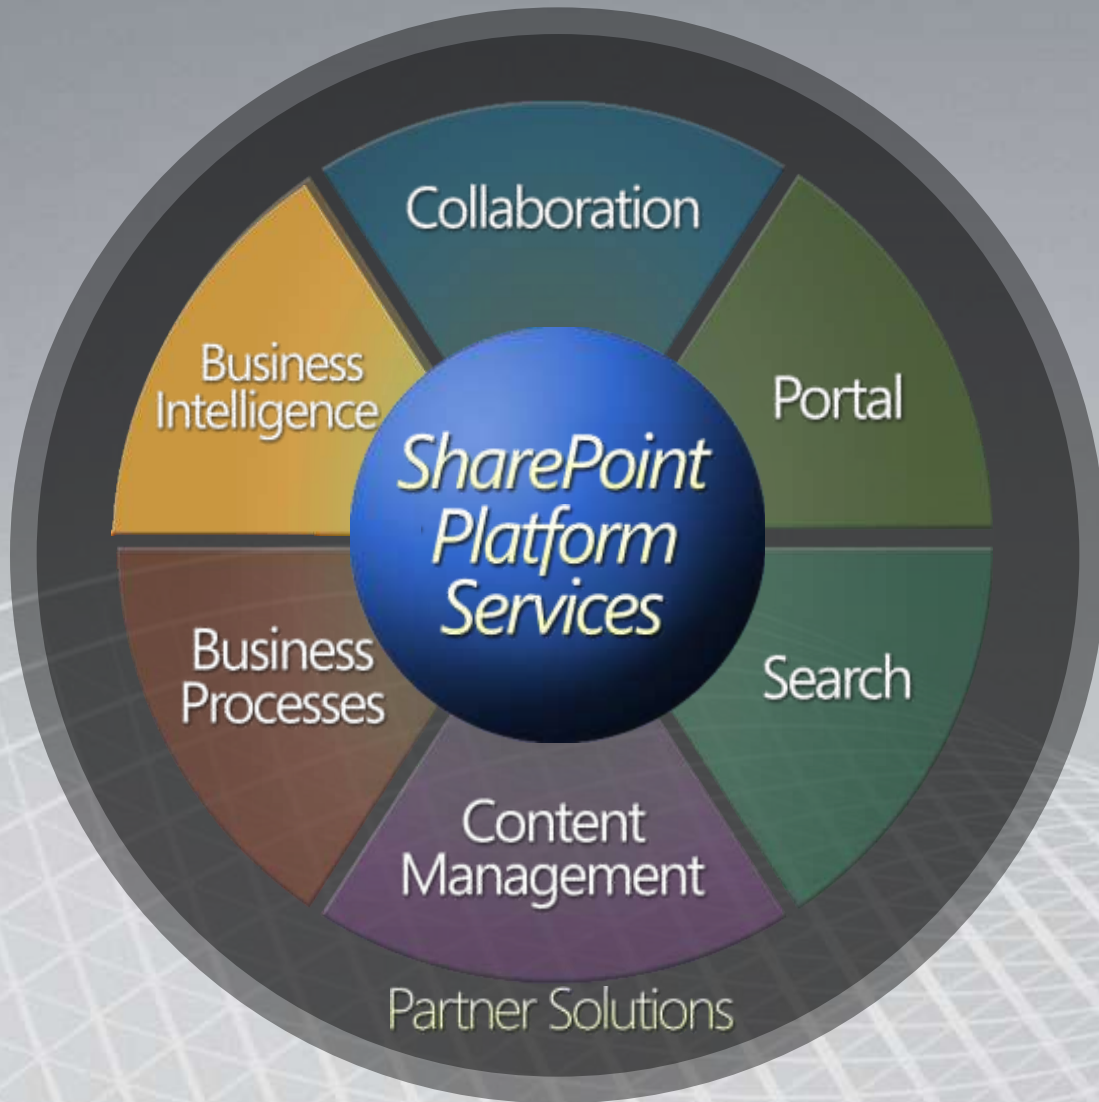 Collaboration
Portal
Search
Content
Management
Business
Processes
Business
Intelligence
SharePoint
Platform
Services
Partner Solutions